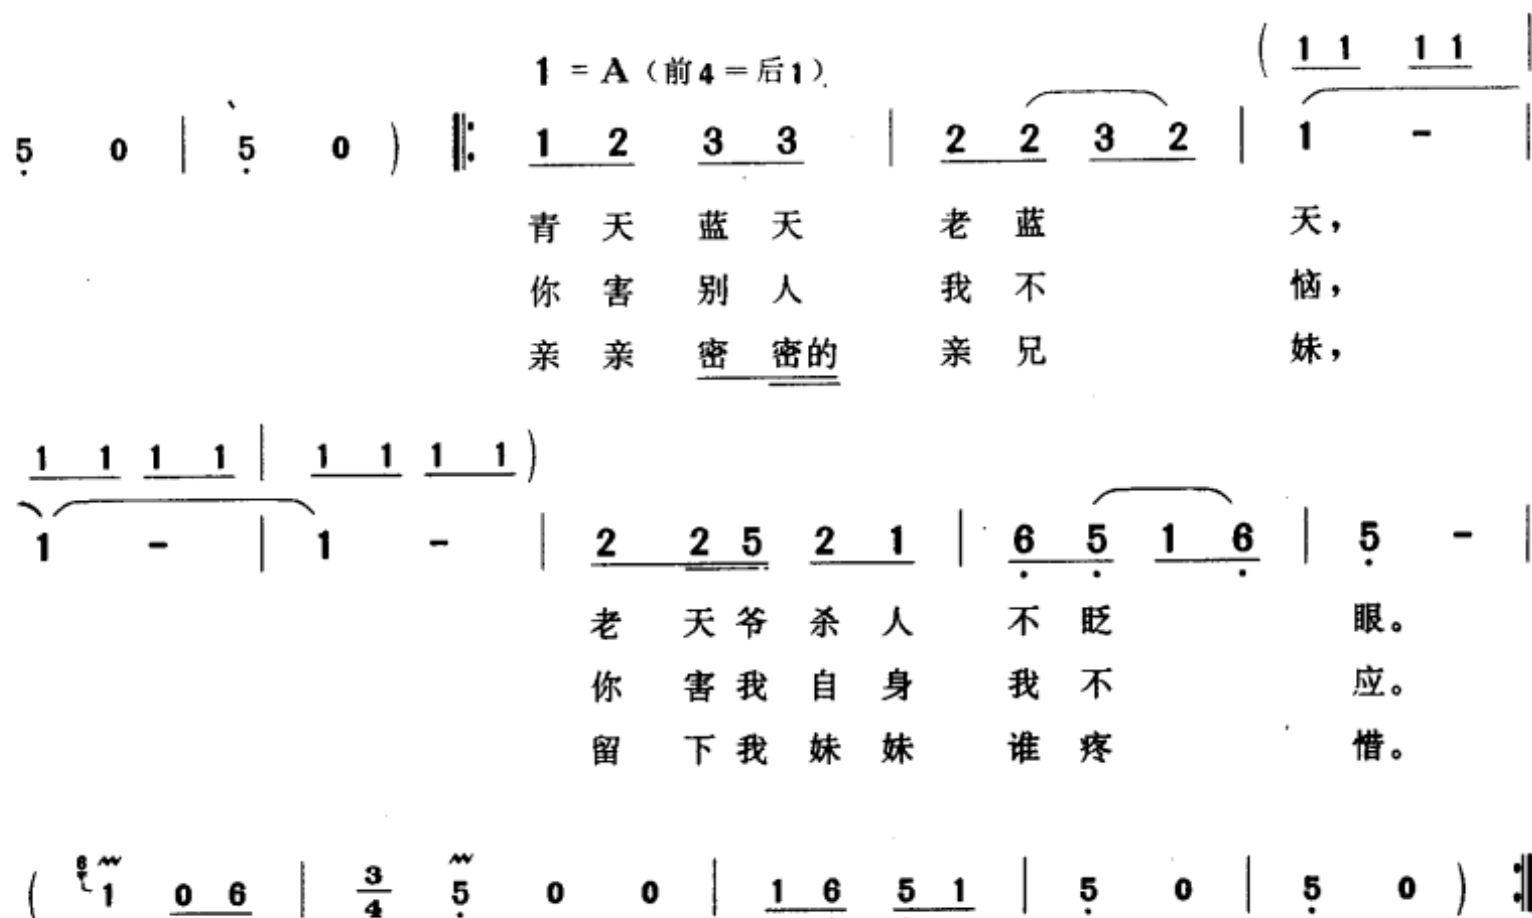 1 = A（前4＝后1）
( 1 1 1 1 |
5 0 | 5 0 ) ‖: 1 2 3 3 | 2 2 3 2 | 1 - |
青 天 蓝 天 老 蓝 天，
你 害 别 人 我 不 恼，
亲 亲 密 密的 亲 兄 妹，
1 1 1 1 | 1 1 1 1 )
1 - | 1 - | 2 2 5 2 1 | 6 5 1 6 | 5 - |
老 天 爷 杀 人 不 眨 眼。
你 害 我 自 身 我 不 应。
留 下 我 妹 妹 谁 疼 惜。
( 6 1 0 6 | 3/4 5 0 0 | 1 6 5 1 | 5 0 | 5 0 ) :‖